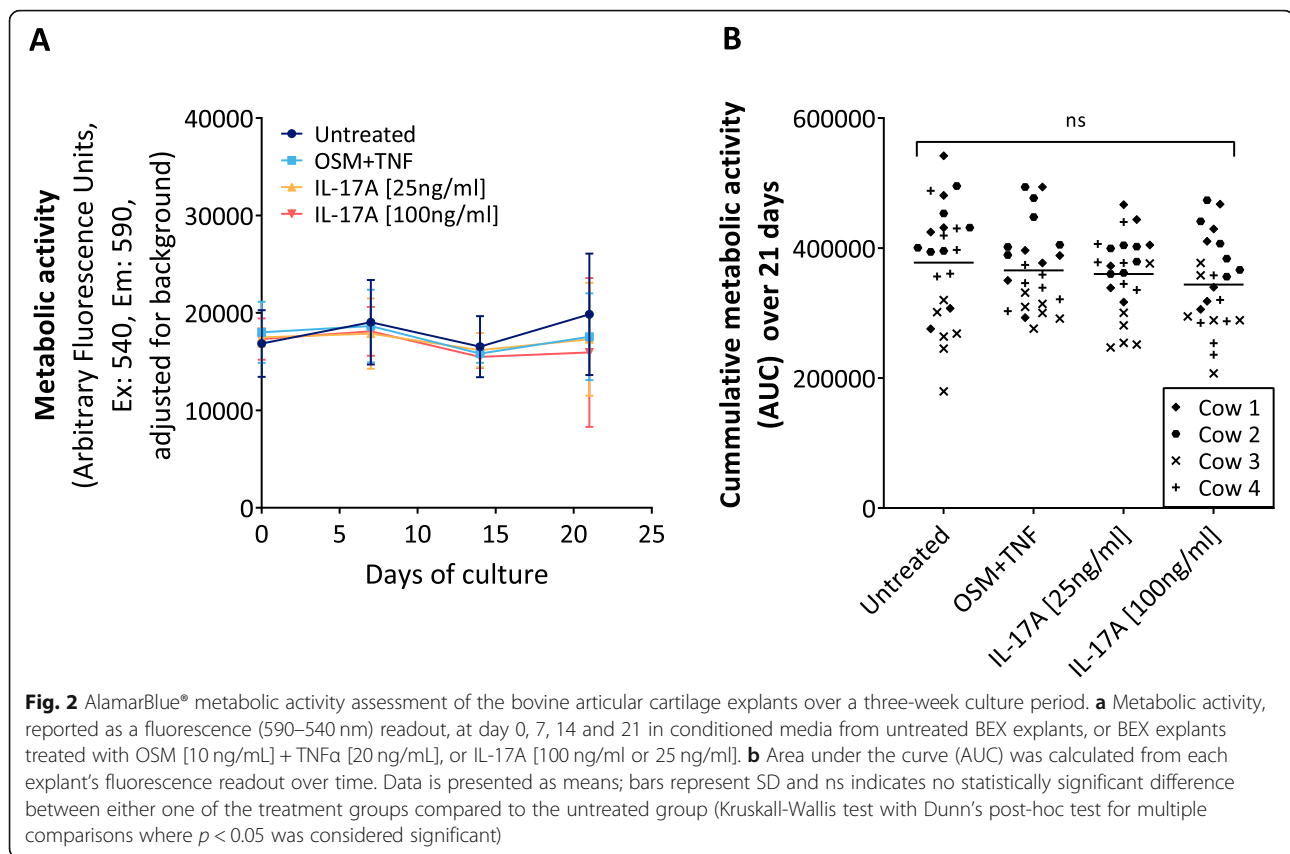 A
Metabolic activity
(Arbitrary Fluorescence Units,
Ex: 540, Em: 590,
adjusted for background)
40000
30000
20000
10000
0
Untreated
OSM+TNF
IL-17A [25ng/ml]
IL-17A [100ng/ml]
0 5 10 15 20 25
Days of culture
B
Cummulative metabolic activity
(AUC) over 21 days
600000
400000
200000
0
ns
Cow 1
Cow 2
Cow 3
Cow 4
Untreated
OSM+TNF
IL-17A [25ng/ml]
IL-17A [100ng/ml]
Fig. 2 AlamarBlue® metabolic activity assessment of the bovine articular cartilage explants over a three-week culture period. a Metabolic activity,
reported as a fluorescence (590–540 nm) readout, at day 0, 7, 14 and 21 in conditioned media from untreated BEX explants, or BEX explants
treated with OSM [10 ng/mL] + TNFα [20 ng/mL], or IL-17A [100 ng/ml or 25 ng/ml]. b Area under the curve (AUC) was calculated from each
explant's fluorescence readout over time. Data is presented as means; bars represent SD and ns indicates no statistically significant difference
between either one of the treatment groups compared to the untreated group (Kruskall-Wallis test with Dunn's post-hoc test for multiple
comparisons where p < 0.05 was considered significant)